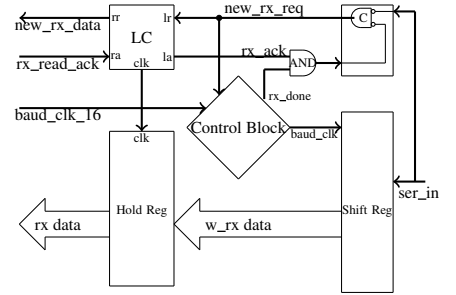 new_rx_req
rr
lr
C
new_rx_data
LC
rx_ack
ra
la
AND
rx_read_ack
clk
rx_done
baud_clk_16
Control Block
clk
baud_clk
ser_in
rx data
Hold Reg
w_rx data
Shift Reg